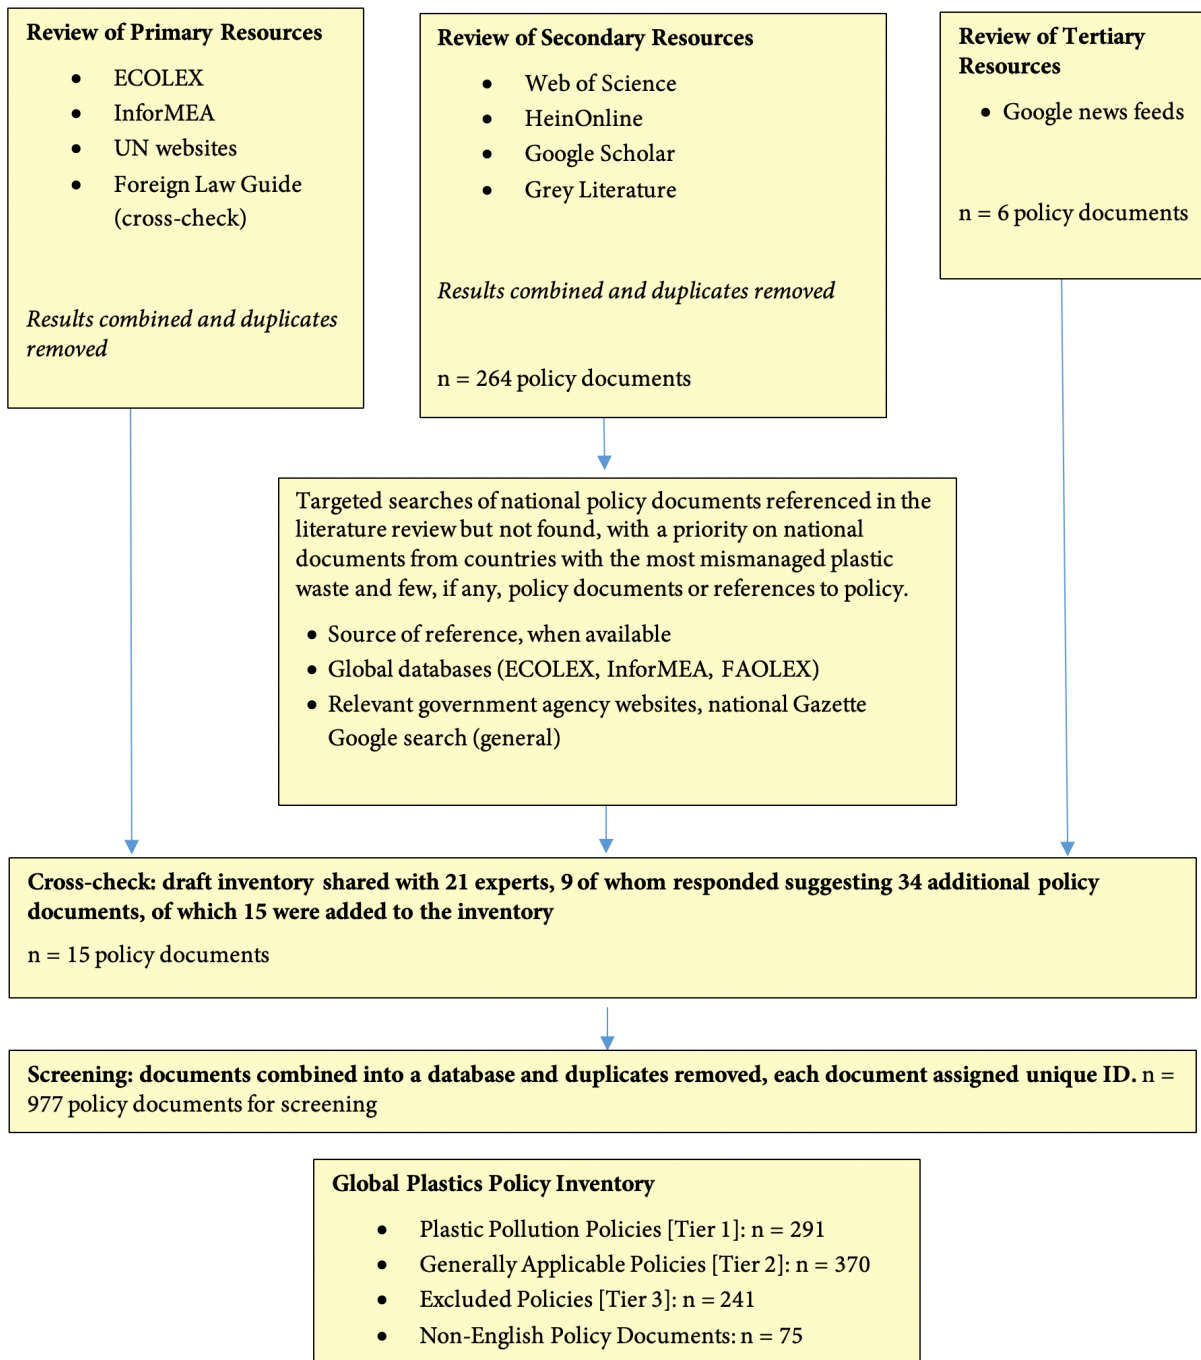 Review of Primary Resources
• ECOLEX
• InforMEA
• UN websites
• Foreign Law Guide
(cross-check)
Results combined and duplicates
removed
Review of Secondary Resources
• Web of Science
• HeinOnline
• Google Scholar
• Grey Literature
Results combined and duplicates removed
n = 264 policy documents
Review of Tertiary
Resources
• Google news feeds
n = 6 policy documents
Targeted searches of national policy documents referenced in the
literature review but not found, with a priority on national
documents from countries with the most mismanaged plastic
waste and few, if any, policy documents or references to policy.
• Source of reference, when available
• Global databases (ECOLEX, InforMEA, FAOLEX)
• Relevant government agency websites, national Gazette
Google search (general)
Cross-check: draft inventory shared with 21 experts, 9 of whom responded suggesting 34 additional policy
documents, of which 15 were added to the inventory
n = 15 policy documents
Screening: documents combined into a database and duplicates removed, each document assigned unique ID. n =
977 policy documents for screening
Global Plastics Policy Inventory
• Plastic Pollution Policies [Tier 1]: n = 291
• Generally Applicable Policies [Tier 2]: n = 370
• Excluded Policies [Tier 3]: n = 241
• Non-English Policy Documents: n = 75